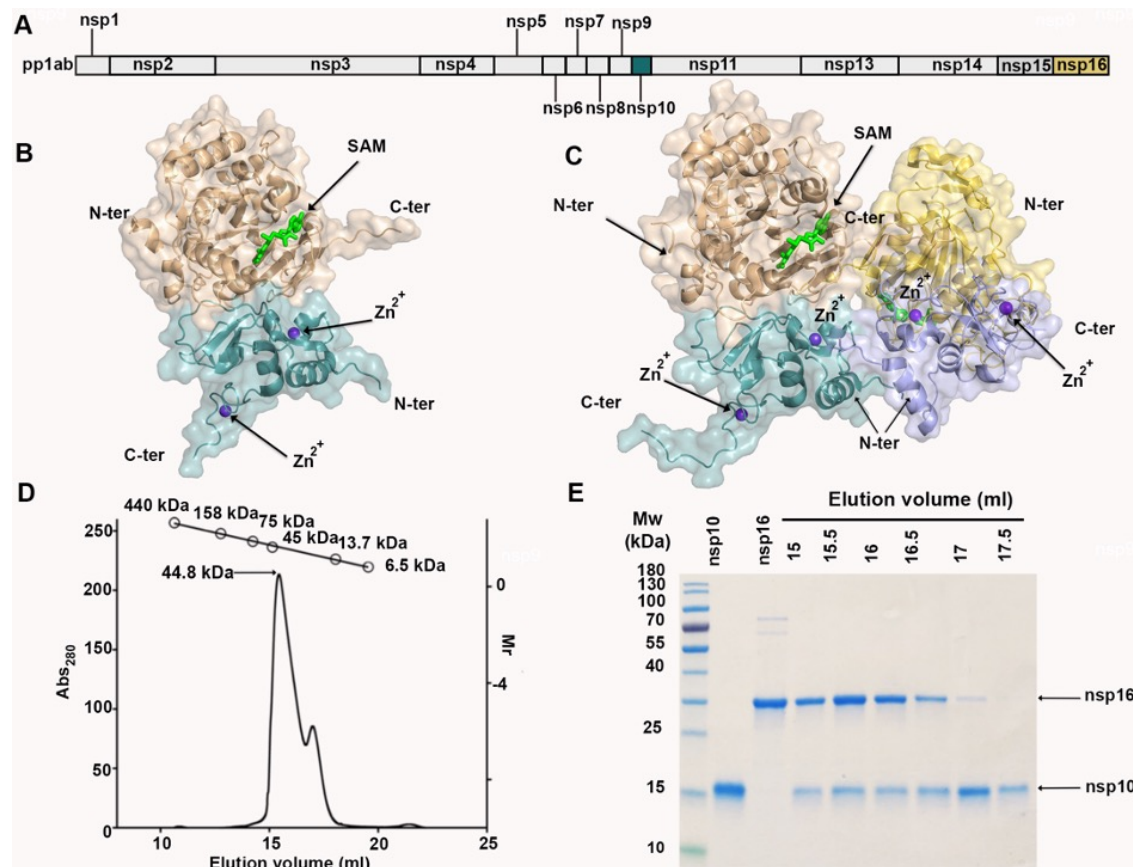 A
nsp1 nsp5 nsp7 nsp9
pp1ab nsp2 nsp3 nsp4 nsp11 nsp13 nsp14 nsp15 nsp16
nsp6 nsp8 nsp10
B
SAM
N-ter
C-ter
Zn2+
N-ter
C-ter
Zn2+
C
SAM
N-ter
C-ter
N-ter
Zn2+
Zn2+
C-ter
Zn2+
Zn2+
C-ter
N-ter
D
440 kDa
158 kDa
75 kDa
45 kDa
13.7 kDa
6.5 kDa
44.8 kDa
250
200
150
100
50
0
Abs280
0
-4
Mr
10 15 20 25
Elution volume (ml)
E
Elution volume (ml)
Mw
(kDa)
nsp10 nsp16 15 15.5 16 16.5 17 17.5
180
130
100
70
55
40
25
15
10
nsp16
nsp10